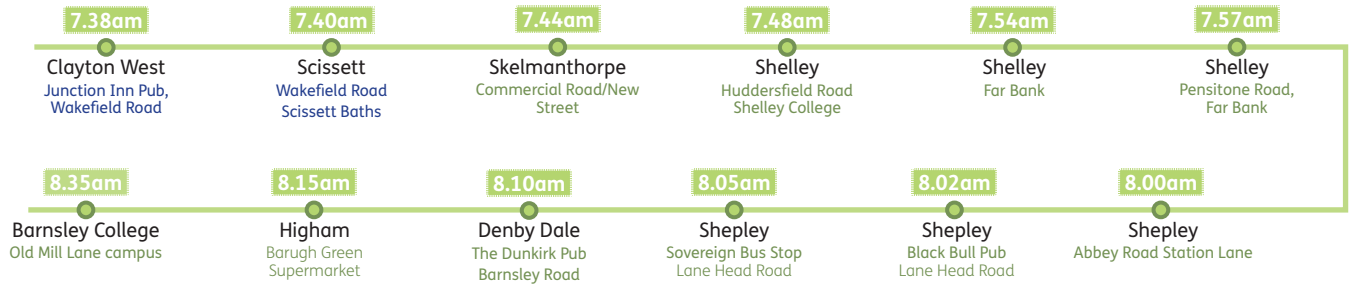 7.38am
Clayton West
Junction Inn Pub,
Wakefield Road
7.40am
Scissett
Wakefield Road
Scissett Baths
7.44am
Skelmanthorpe
Commercial Road/New
Street
7.48am
Shelley
Huddersfield Road
Shelley College
7.54am
Shelley
Far Bank
7.57am
Shelley
Pensitone Road,
Far Bank
8.35am
Barnsley College
Old Mill Lane campus
8.15am
Higham
Barugh Green
Supermarket
8.10am
Denby Dale
The Dunkirk Pub
Barnsley Road
8.05am
Shepley
Sovereign Bus Stop
Lane Head Road
8.02am
Shepley
Black Bull Pub
Lane Head Road
8.00am
Shepley
Abbey Road Station Lane